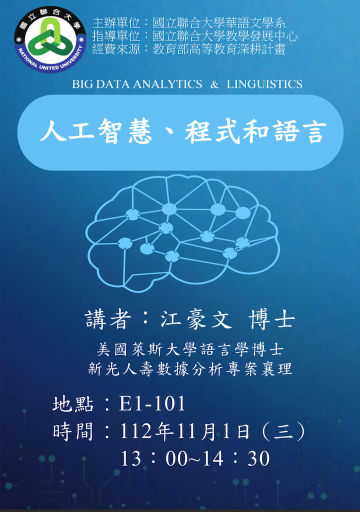 國立聯合大學
NATIONAL UNITED UNIVERSITY
主辦單位：國立聯合大學華語文學系
指導單位：國立聯合大學教學發展中心
經費來源：教育部高等教育深耕計畫
BIG DATA ANALYTICS & LINGUISTICS
人工智慧、程式和語言
講者：江豪文 博士
美國萊斯大學語言學博士
新光人壽數據分析專案襄理
地點：E1-101
時間：112年11月1日（三）
13：00~14：30